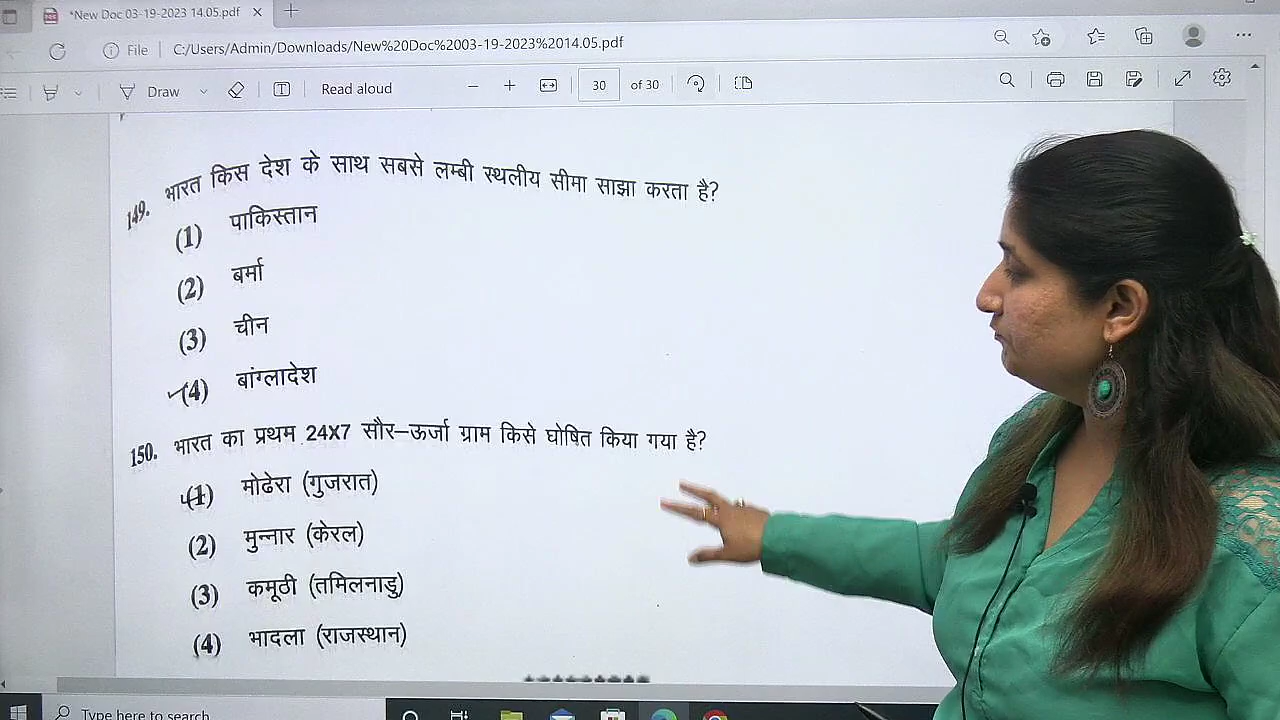 *New Doc 03-19-2023 14.05.pdf
File C:/Users/Admin/Downloads/New%20Doc%2003-19-2023%2014.05.pdf
Draw Read aloud 30 of 30
149. भारत किस देश के साथ सबसे लम्बी स्थलीय सीमा साझा करता है?
(1) पाकिस्तान
(2) बर्मा
(3) चीन
(4) बांग्लादेश
150. भारत का प्रथम 24X7 सौर-ऊर्जा ग्राम किसे घोषित किया गया है?
(1) मोढेरा (गुजरात)
(2) मुन्नार (केरल)
(3) कमूठी (तमिलनाडु)
(4) भादला (राजस्थान)
Type here to search